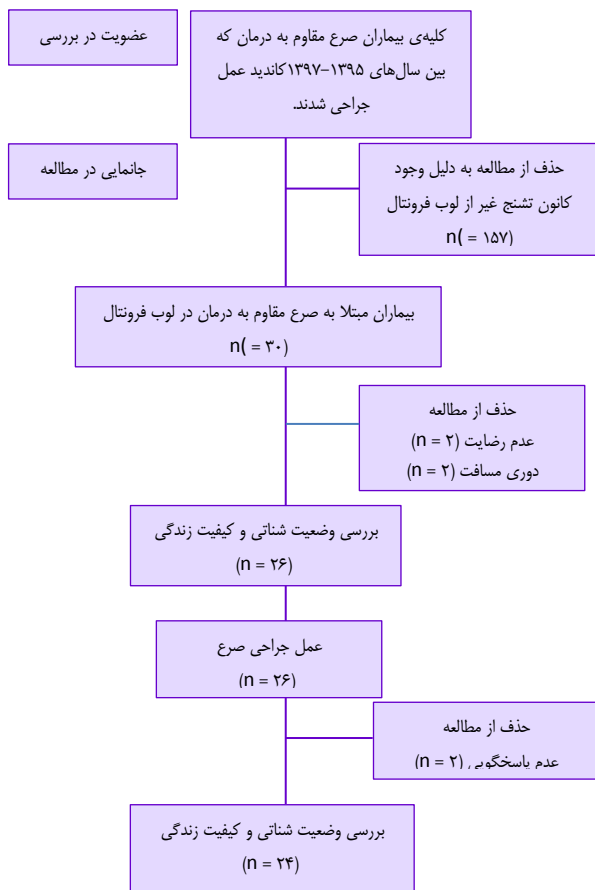 عضویت در بررسی
کلیه‌ی بیماران صرع مقاوم به درمان که
بین سال‌های ۱۳۹۵-۱۳۹۷کاندید عمل
جراحی شدند.
جانمایی در مطالعه
حذف از مطالعه به دلیل وجود
کانون تشنج غیر از لوب فرونتال
n( = ۱۵۷)
بیماران مبتلا به صرع مقاوم به درمان در لوب فرونتال
n( = ۳۰)
حذف از مطالعه
عدم رضایت (n = ۲)
دوری مسافت (n = ۲)
بررسی وضعیت شناتی و کیفیت زندگی
(n = ۲۶)
عمل جراحی صرع
(n = ۲۶)
حذف از مطالعه
عدم پاسخگویی (n = ۲)
بررسی وضعیت شناتی و کیفیت زندگی
(n = ۲۴)